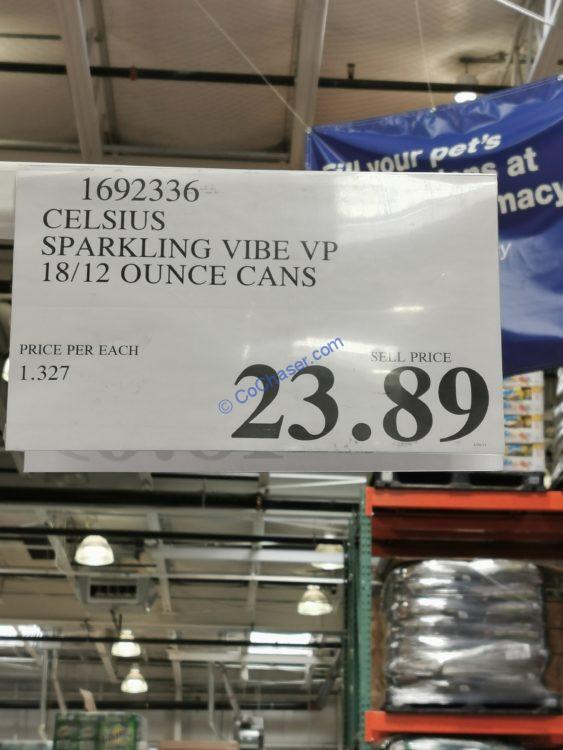 1692336
CELSIUS
SPARKLING VIBE VP
18/12 OUNCE CANS
PRICE PER EACH
1.327
SELL PRICE
23.89
© CoChaser.com
your pet's
at